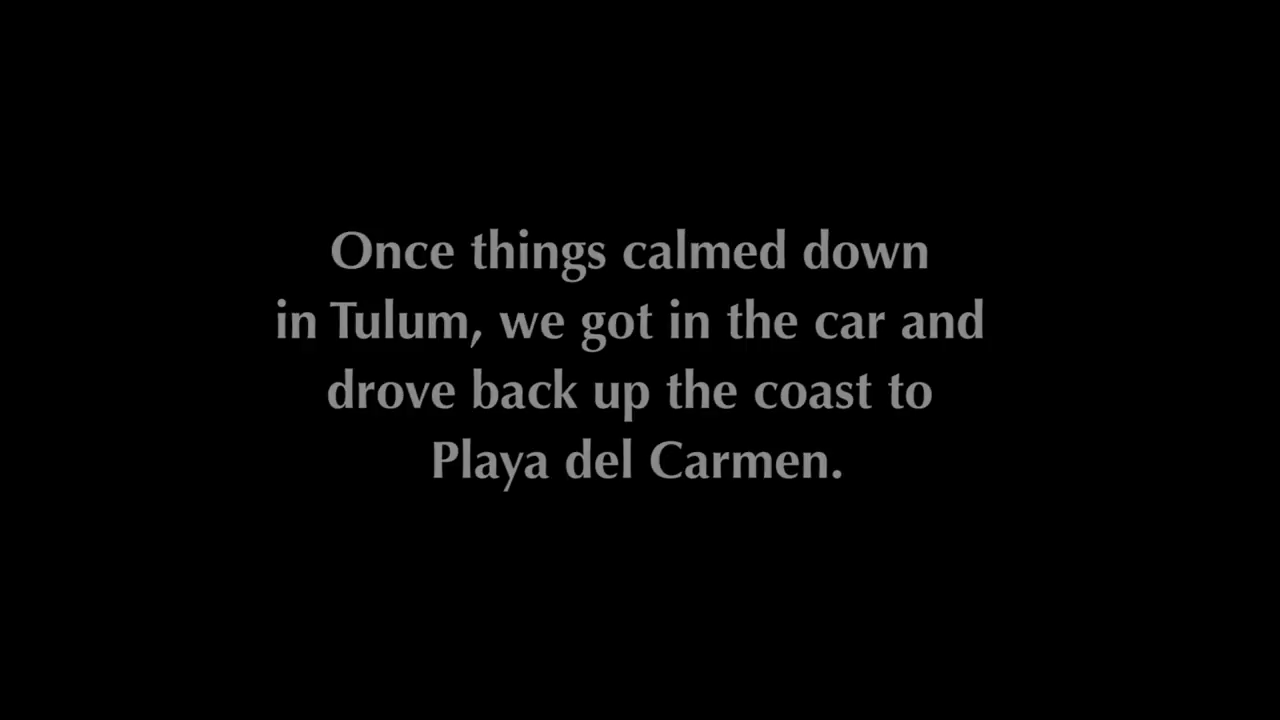 Once things calmed down
in Tulum, we got in the car and
drove back up the coast to
Playa del Carmen.